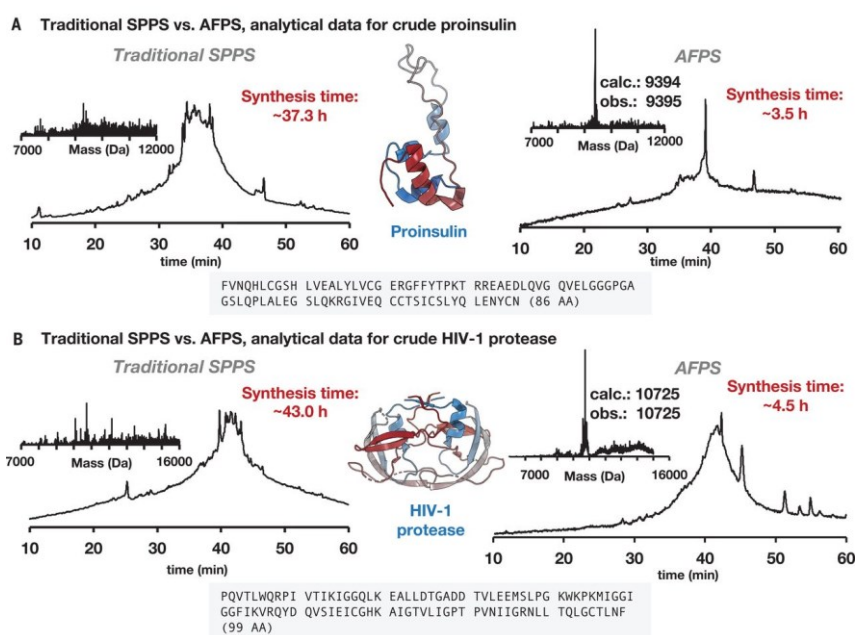 A Traditional SPPS vs. AFPS, analytical data for crude proinsulin
Traditional SPPS
Synthesis time:
~37.3 h
7000 Mass (Da) 12000
10 20 30 40 50 60
time (min)
Proinsulin
AFPS
calc.: 9394
obs.: 9395
Synthesis time:
~3.5 h
7000 Mass (Da) 12000
10 20 30 40 50 60
time (min)
FVNQHLCGSH LVEALYLVCG ERGFFYTPKT RREAEDLQVG QVELGGGPGA
GSLQPLALEG SLQKRGIVEQ CCTSICSLYQ LENYCN (86 AA)
B Traditional SPPS vs. AFPS, analytical data for crude HIV-1 protease
Traditional SPPS
Synthesis time:
~43.0 h
7000 Mass (Da) 16000
10 20 30 40 50 60
time (min)
HIV-1
protease
AFPS
calc.: 10725
obs.: 10725
Synthesis time:
~4.5 h
7000 Mass (Da) 16000
10 20 30 40 50 60
time (min)
PQVTLWQRPI VTIKIGGQLK EALLDTGADD TVLEEMSLPG KWKPKMIGGI
GGFIKVRQYD QVSIEICGHK AIGTVLIGPT PVNIIGRNLL TQLGCTLNF
(99 AA)